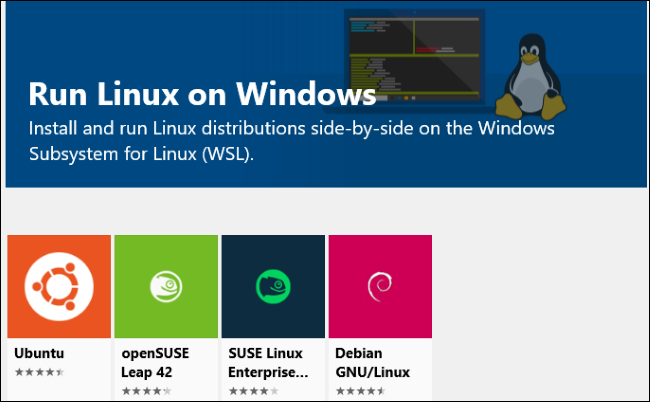 Run Linux on Windows
Install and run Linux distributions side-by-side on the Windows
Subsystem for Linux (WSL).
Ubuntu
openSUSE
Leap 42
SUSE Linux
Enterprise...
Debian
GNU/Linux